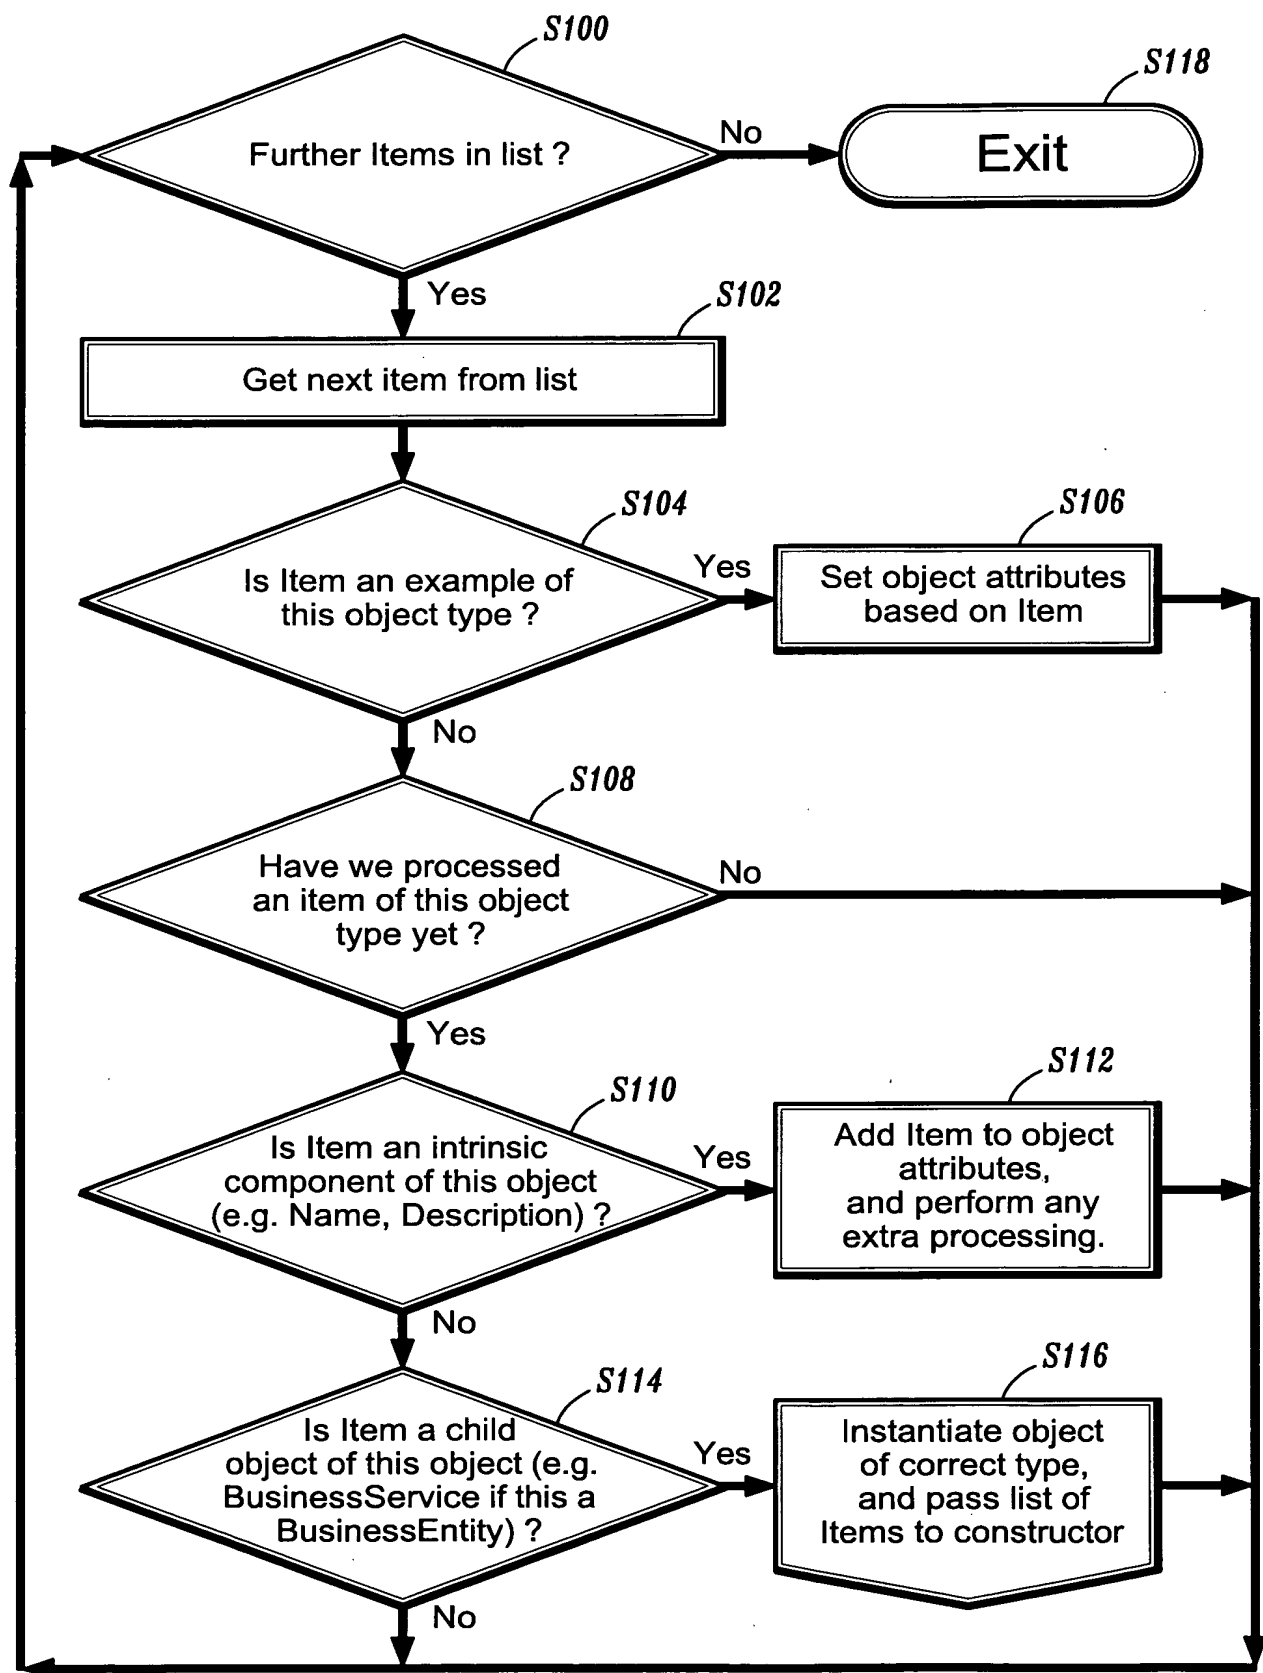 S100
S118
Further Items in list ?
No
Exit
Yes
S102
Get next item from list
S104
S106
Is Item an example of
this object type ?
Yes
Set object attributes
based on Item
No
S108
Have we processed
an item of this object
type yet ?
No
Yes
S110
S112
Is Item an intrinsic
component of this object
(e.g. Name, Description) ?
Yes
Add Item to object
attributes,
and perform any
extra processing.
No
S114
S116
Is Item a child
object of this object (e.g.
BusinessService if this a
BusinessEntity) ?
Yes
Instantiate object
of correct type,
and pass list of
Items to constructor
No